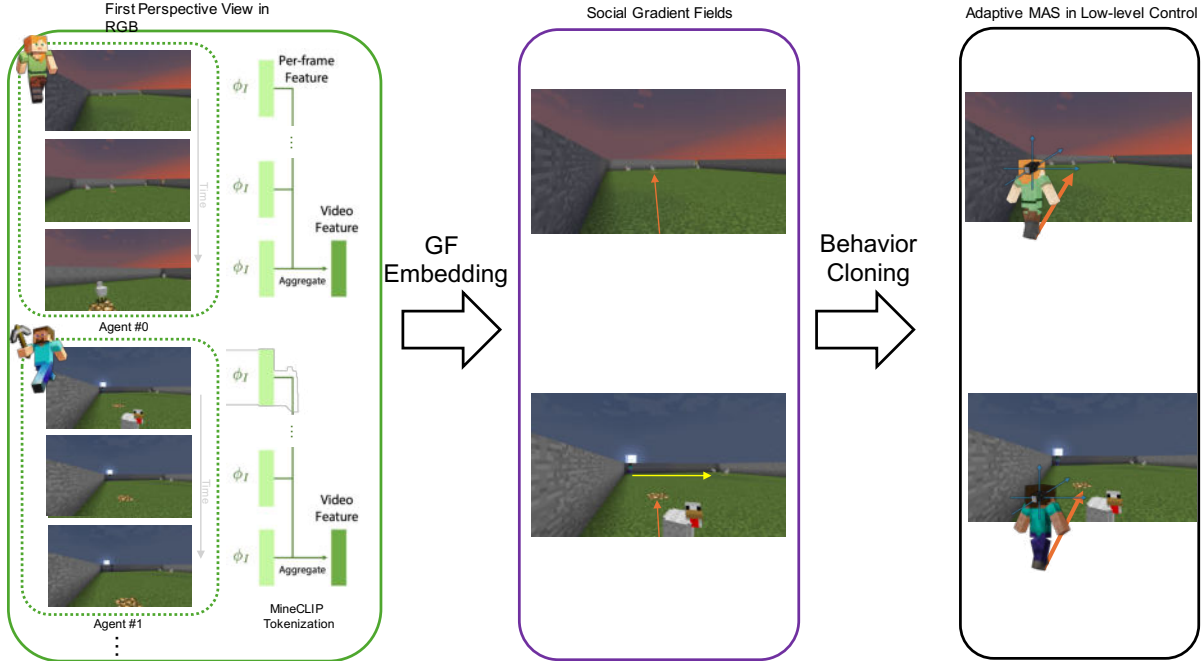 First Perspective View in
RGB
Per-frame
Feature
ϕI
⋮
ϕI
Time
Video
Feature
ϕI
Aggregate
Agent #0
ϕI
⋮
ϕI
Time
Video
Feature
ϕI
Aggregate
MineCLIP
Tokenization
Agent #1
⋮
GF
Embedding
Social Gradient Fields
Behavior
Cloning
Adaptive MAS in Low-level Control